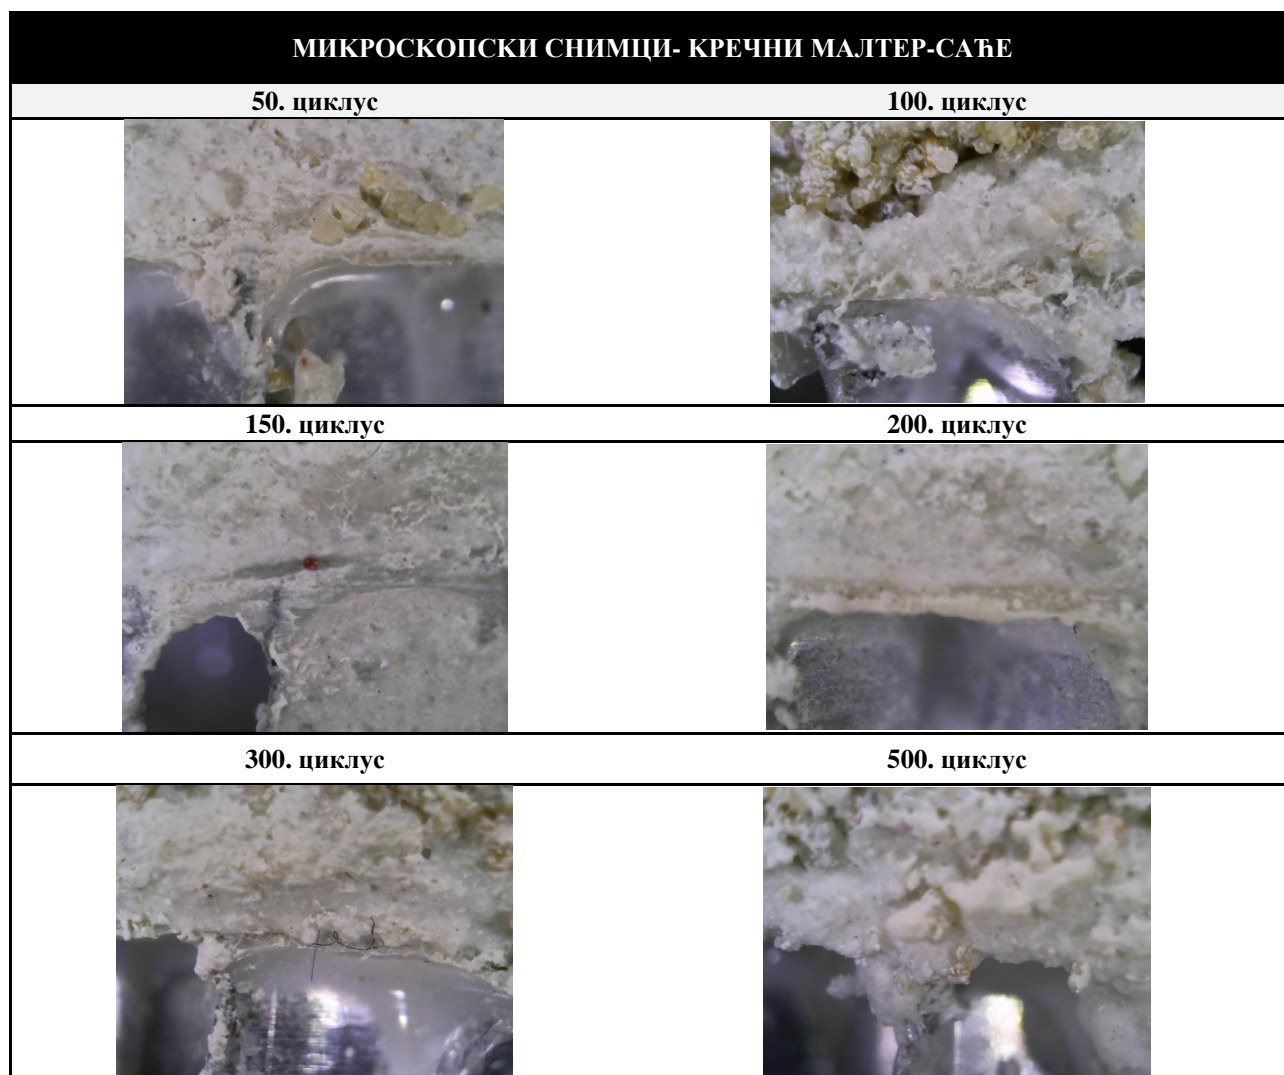 МИКРОСКОПСКИ СНИМЦИ- КРЕЧНИ МАЛТЕР-САЋЕ
50. циклус
100. циклус
150. циклус
200. циклус
300. циклус
500. циклус